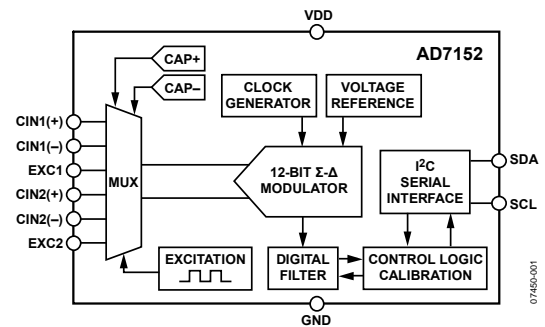 VDD
AD7152
CAP+
CAP–
CLOCK
GENERATOR
VOLTAGE
REFERENCE
CIN1(+)
CIN1(–)
EXC1
CIN2(+)
CIN2(–)
EXC2
MUX
12-BIT Σ-Δ
MODULATOR
I²C
SERIAL
INTERFACE
SDA
SCL
EXCITATION
DIGITAL
FILTER
CONTROL LOGIC
CALIBRATION
GND
07450-001